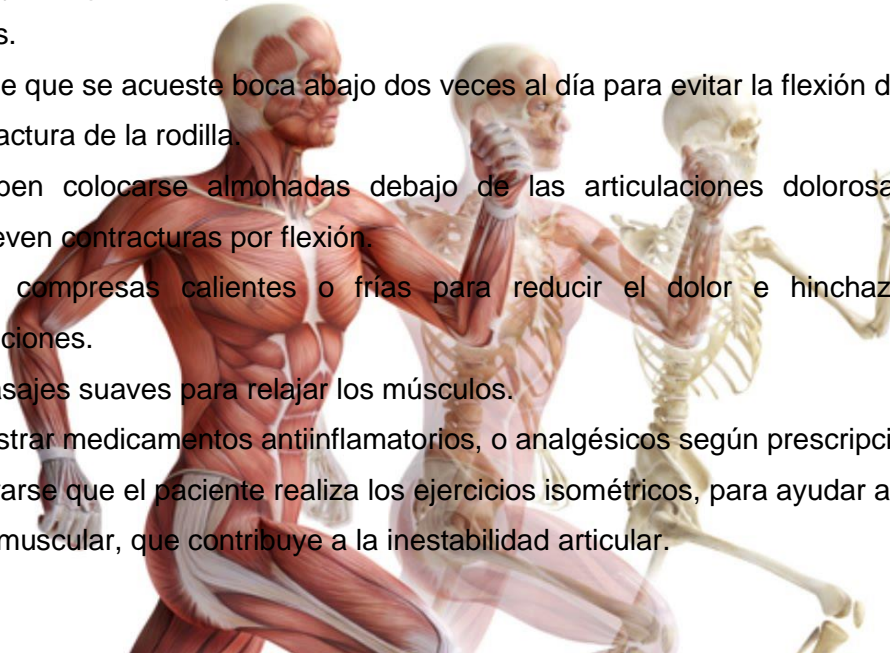 s.
e que se acueste boca abajo dos veces al día para evitar la flexión d
actura de la rodilla.
ben colocarse almohadas debajo de las articulaciones dolorosa
even contracturas por flexión.
compresas calientes o frías para reducir el dolor e hinchaz
ciones.
asajes suaves para relajar los músculos.
strar medicamentos antiinflamatorios, o analgésicos según prescripci
arse que el paciente realiza los ejercicios isométricos, para ayudar a
muscular, que contribuye a la inestabilidad articular.